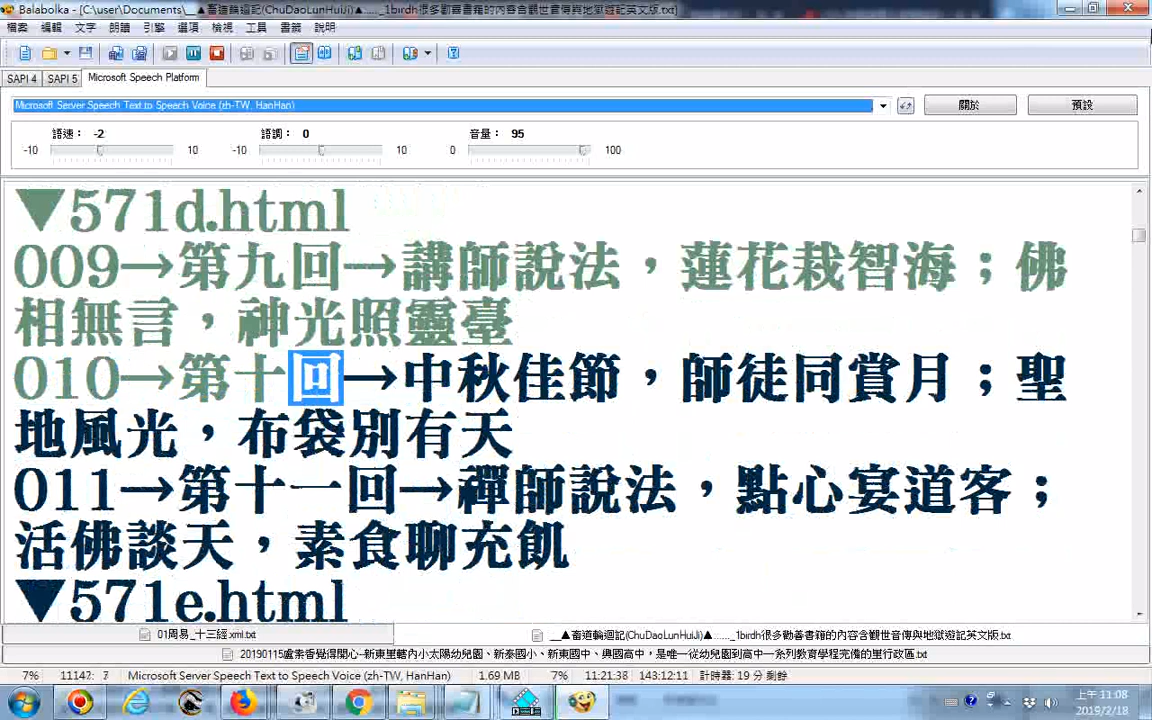 Balabolka - [C:\user\Documents\__▲畜道輪迴記(ChuDaoLunHuiJi)▲....._1birdh很多勸善書籍的內容含觀世音傳與地獄遊記英文版.txt]
檔案 編輯 文字 朗讀 引擎 選項 檢視 工具 書籤 說明
SAPI 4 SAPI 5 Microsoft Speech Platform
Microsoft Server Speech Text to Speech Voice (zh-TW, HanHan) 關於 預設
語速： -2 語調： 0 音量： 95
-10 10 -10 10 0 100
▼571d.html
009→第九回→講師說法，蓮花栽智海；佛
相無言，神光照靈臺
010→第十回→中秋佳節，師徒同賞月；聖
地風光，布袋別有天
011→第十一回→禪師說法，點心宴道客；
活佛談天，素食聊充飢
▼571e.html
01周易_十三經.xml.txt __▲畜道輪迴記(ChuDaoLunHuiJi)▲....._1birdh很多勸善書籍的內容含觀世音傳與地獄遊記英文版.txt
20190115盧素香覺得開心-新東里轄內小太陽幼兒園、新泰國小、新東國中、興國高中，是唯一從幼兒園到高中一系列教育學程完備的里行政區.txt
7% 11147: 7 Microsoft Server Speech Text to Speech Voice (zh-TW, HanHan) 1.69 MB 7% 11:21:38 143:12:11 計時器: 19 分 剩餘
上午 11:08
2019/2/18